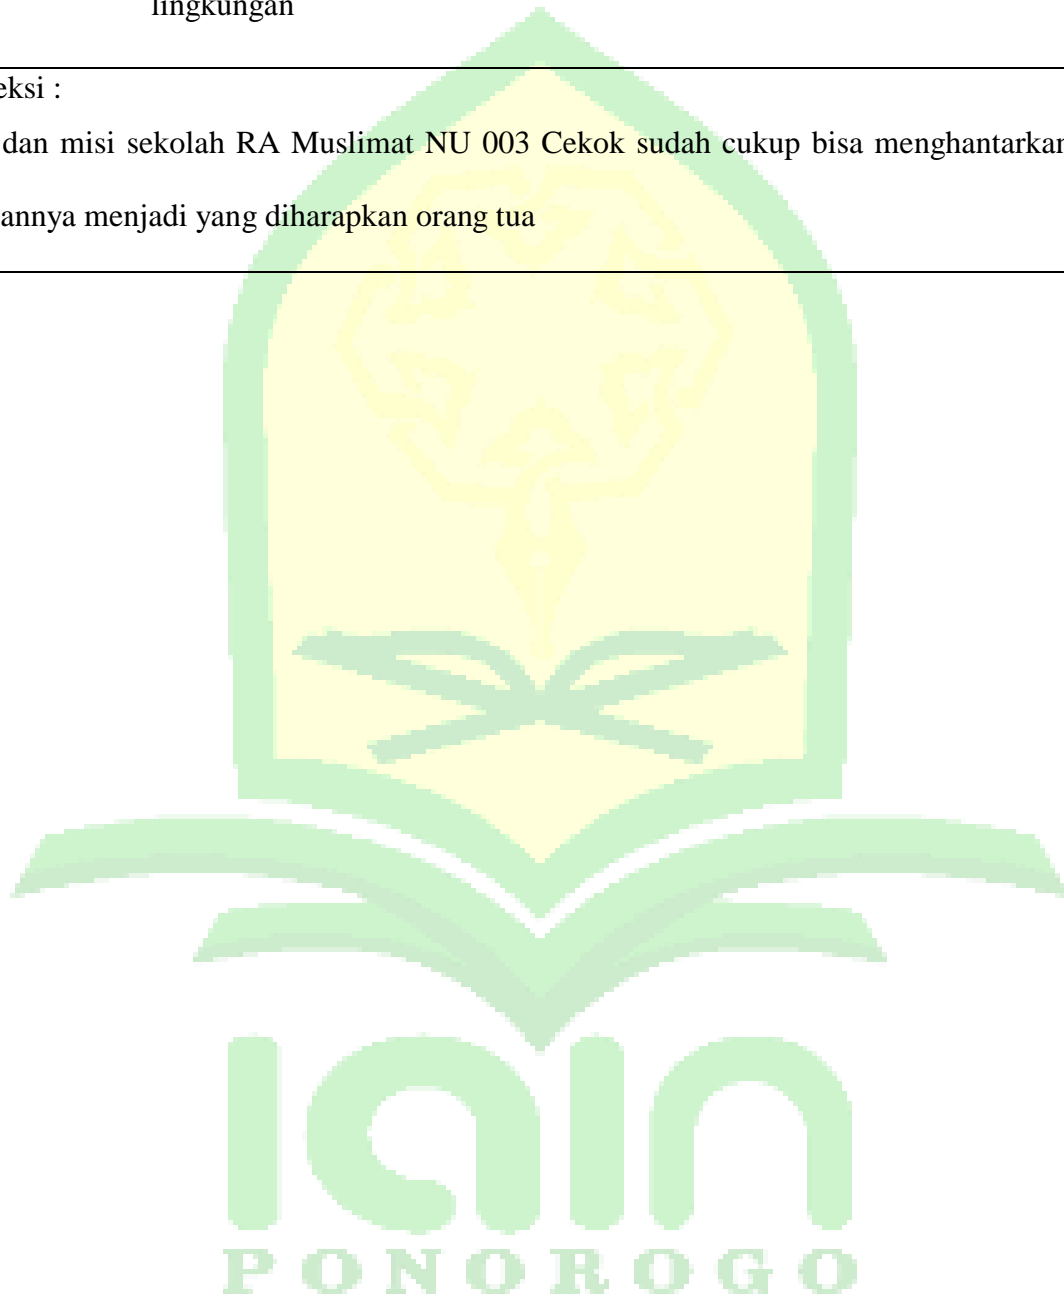 lingkungan
eksi :
dan misi sekolah RA Muslimat NU 003 Cekok sudah cukup bisa menghantarkan
annya menjadi yang diharapkan orang tua
iain
PONOROGO